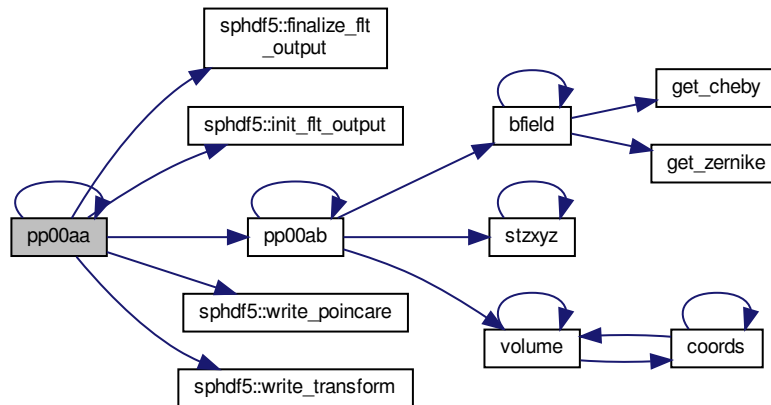 sphdf5::finalize_flt
_output
get_cheby
bfield
sphdf5::init_flt_output
get_zernike
pp00aa
pp00ab
stzxyz
sphdf5::write_poincare
volume
coords
sphdf5::write_transform